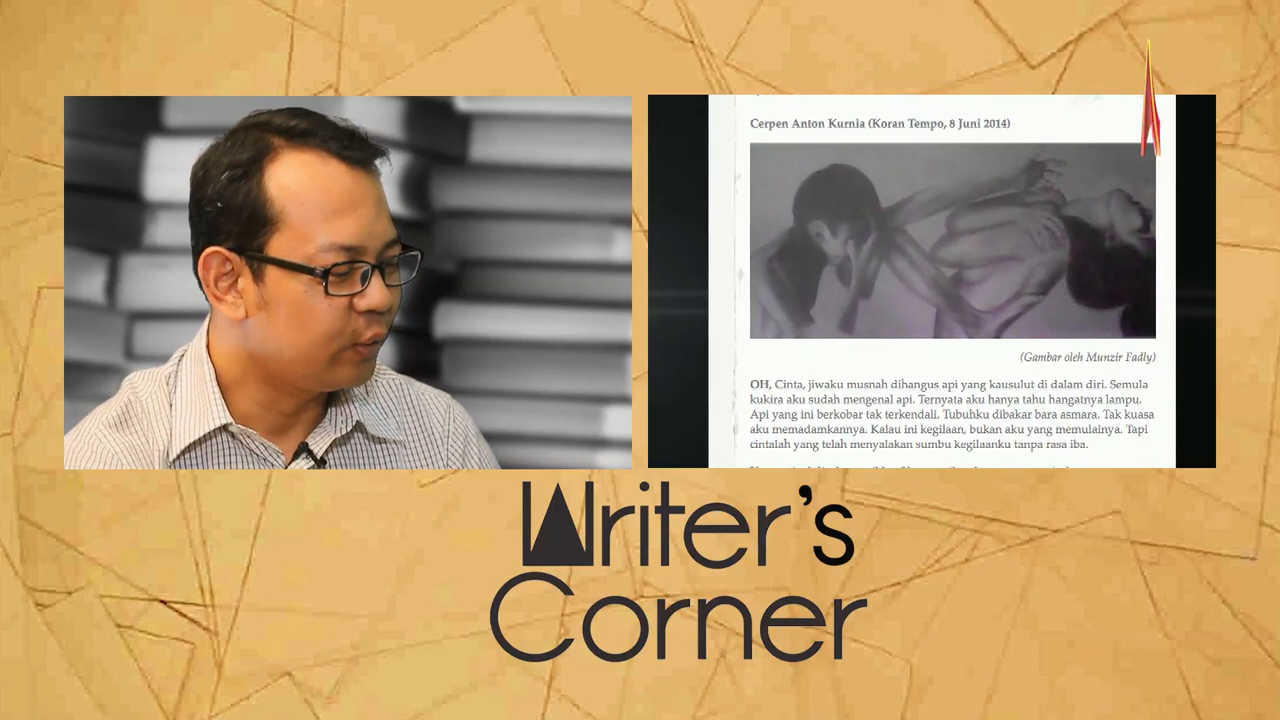 Cerpen Anton Kurnia (Koran Tempo, 8 Juni 2014)
(Gambar oleh Munzir Fadly)
OH, Cinta, jiwaku musnah dihangus api yang kausulut di dalam diri. Semula
kukira aku sudah mengenal api. Ternyata aku hanya tahu hangatnya lampu.
Api yang ini berkobar tak terkendali. Tubuhku dibakar bara asmara. Tak kuasa
aku memadamkannya. Kalau ini kegilaan, bukan aku yang memulainya. Tapi
cintalah yang telah menyalakan sumbu kegilaanku tanpa rasa iba.
Writer's
Corner